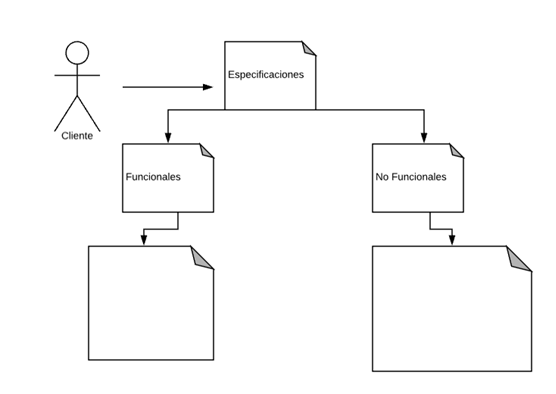 Especificaciones
Cliente
Funcionales
No Funcionales